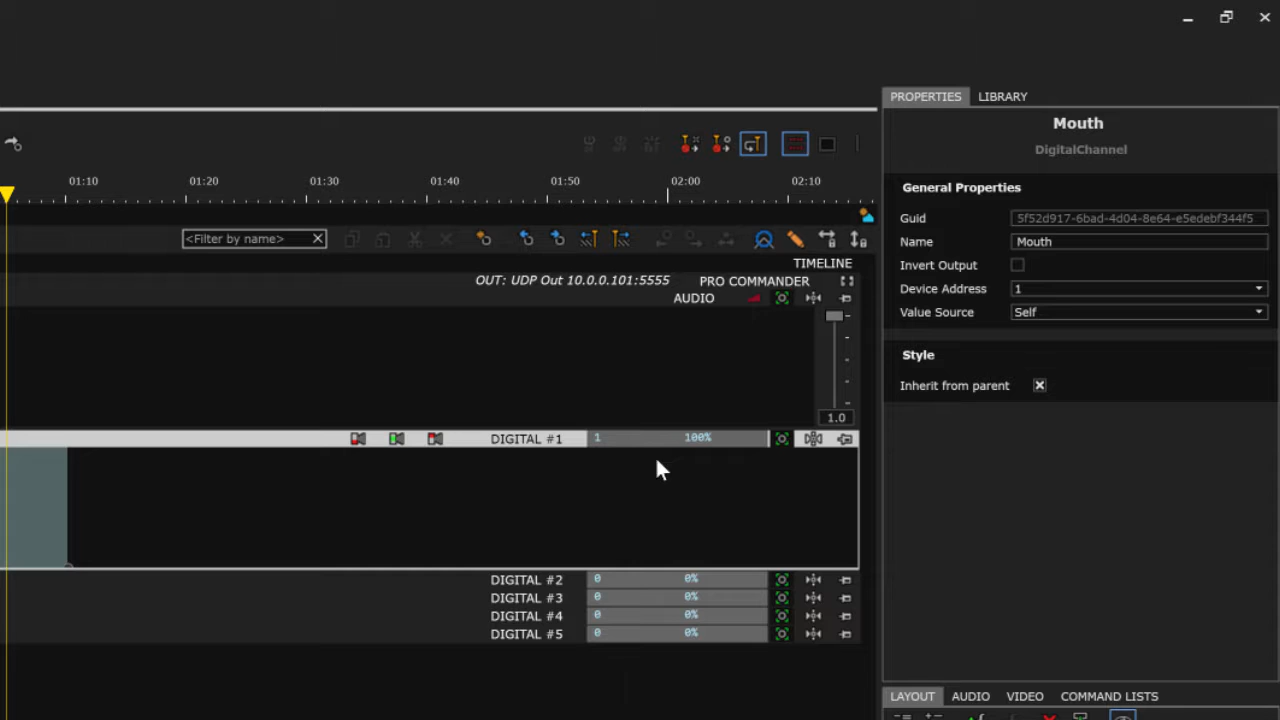 PROPERTIES LIBRARY
Mouth
DigitalChannel
General Properties
Guid 5f52d917-6bad-4d04-8e64-e5edebf344f5
Name Mouth
Invert Output
Device Address 1
Value Source Self
Style
Inherit from parent
01:10 01:20 01:30 01:40 01:50 02:00 02:10
<Filter by name>
TIMELINE
OUT: UDP Out 10.0.0.101:5555 PRO COMMANDER
AUDIO
1.0
DIGITAL #1 1 100%
DIGITAL #2 0 0%
DIGITAL #3 0 0%
DIGITAL #4 0 0%
DIGITAL #5 0 0%
LAYOUT AUDIO VIDEO COMMAND LISTS